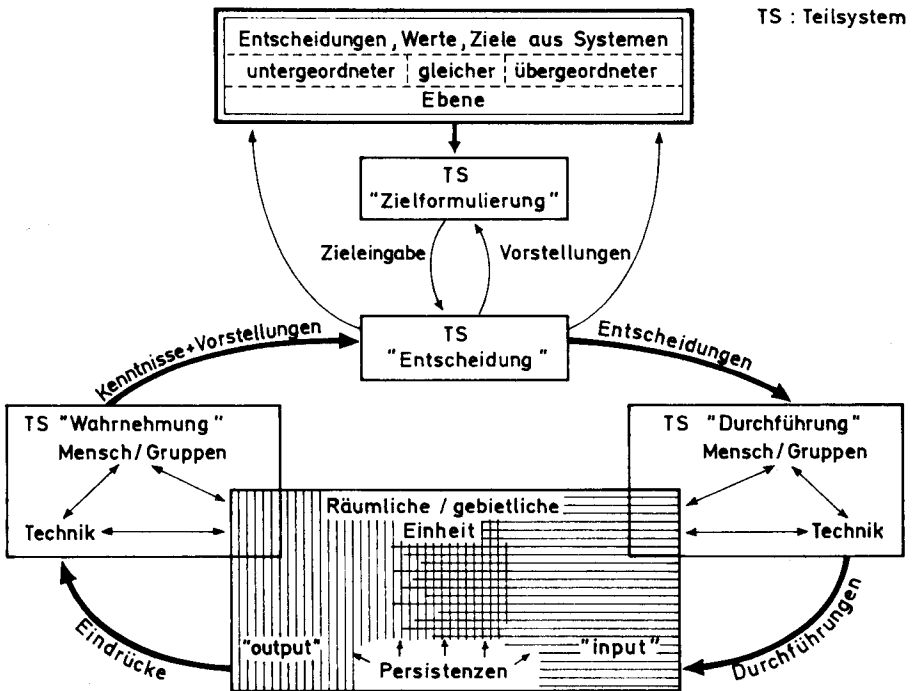 TS : Teilsystem
Entscheidungen, Werte, Ziele aus Systemen
untergeordneter gleicher übergeordneter
Ebene
TS
"Zielformulierung"
Zieleingabe Vorstellungen
TS
"Entscheidung"
Kenntnisse+Vorstellungen
Entscheidungen
TS "Wahrnehmung"
Mensch/Gruppen
Technik
TS "Durchführung"
Mensch/Gruppen
Technik
Räumliche / gebietliche
Einheit
"output" "input"
Persistenzen
Eindrücke
Durchführungen